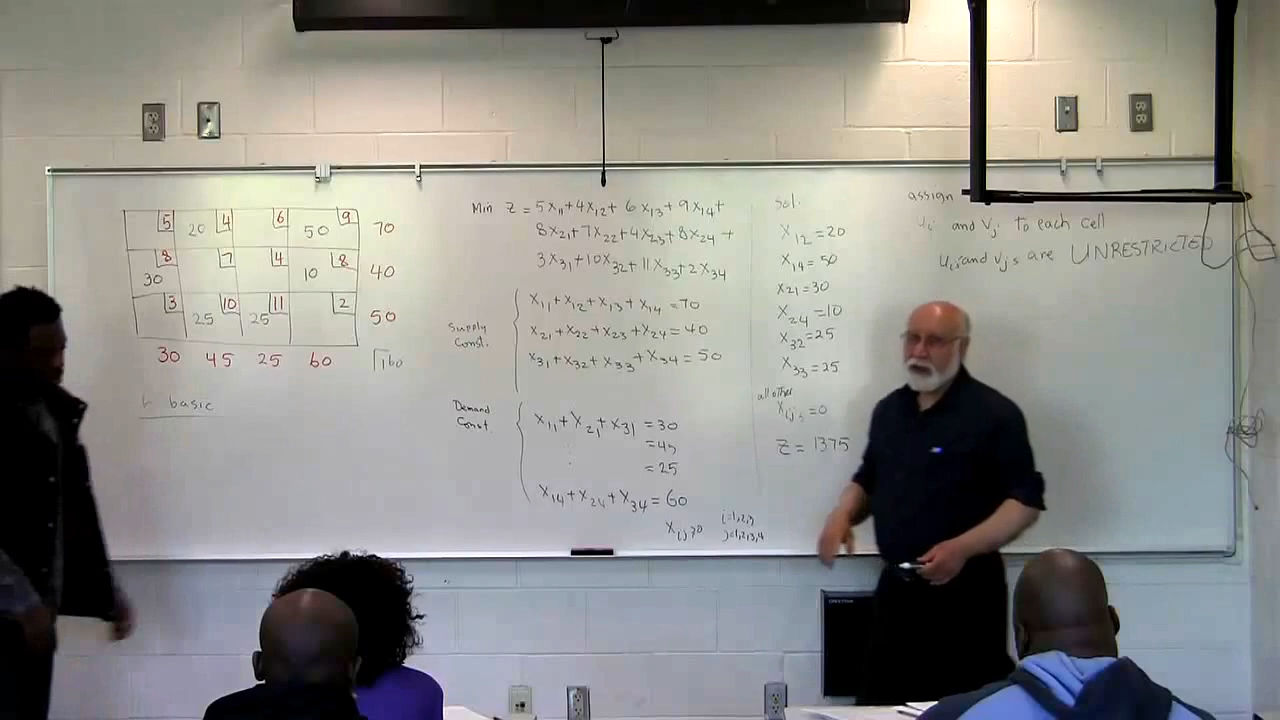 5 4 6 9
20 50 70
8 7 4 8
30 10 40
3 10 11 2
25 25 50
30 45 25 60 160
basic
Min Z = 5x₁₁+4x₁₂+ 6x₁₃+9x₁₄+
8x₂₁+7x₂₂+4x₂₃+8x₂₄ +
3x₃₁+10x₃₂+11x₃₃+2x₃₄
Supply
Const.
x₁₁+x₁₂+x₁₃+x₁₄ =70
x₂₁+x₂₂+x₂₃+x₂₄ =40
x₃₁+x₃₂+x₃₃+x₃₄ = 50
Demand
Const.
x₁₁+x₂₁+x₃₁ =30
=45
=25
x₁₄+x₂₄+x₃₄ = 60
i=1,2,3
j=1,2,3,4
sol.
x₁₂=20
x₁₄=50
x₂₁=30
x₂₄=10
x₃₂=25
x₃₃=25
all other
xᵢⱼ,s =0
Z = 1375
assign
uᵢ and vⱼ to each cell
uᵢ,s and vⱼ,s are UNRESTRICTED